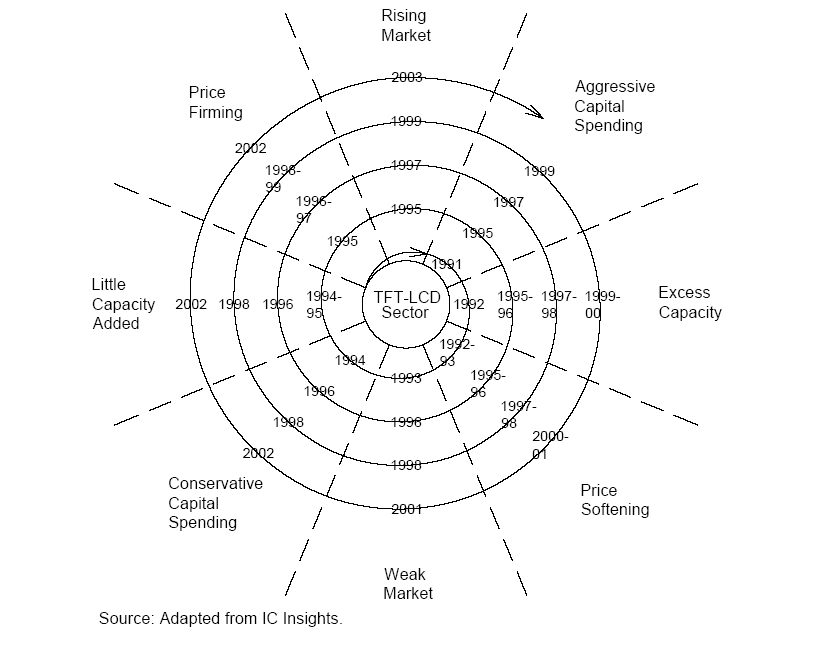 Rising
Market
2003
Aggressive
Capital
Spending
Price
Firming
1999
2002
1998-
99
1997
1999
1996-
97
1995
1997
1995
1995
1991
Little
Capacity
Added
2002
1998
1996
1994-
95
TFT-LCD
Sector
1992
1995-
96
1997-
98
1999-
00
Excess
Capacity
1992-
93
1994
1993
1995-
96
1996
1997-
98
1998
1996
2000-
01
2002
1998
Conservative
Capital
Spending
2001
Price
Softening
Weak
Market
Source: Adapted from IC Insights.